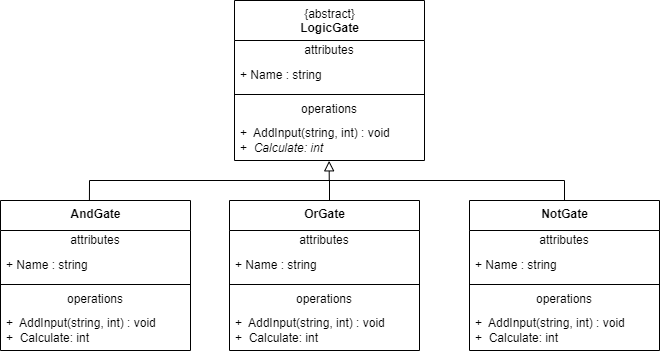 {abstract}
LogicGate
attributes
+ Name : string
operations
+ AddInput(string, int) : void
+ Calculate: int
AndGate
attributes
+ Name : string
operations
+ AddInput(string, int) : void
+ Calculate: int
OrGate
attributes
+ Name : string
operations
+ AddInput(string, int) : void
+ Calculate: int
NotGate
attributes
+ Name : string
operations
+ AddInput(string, int) : void
+ Calculate: int